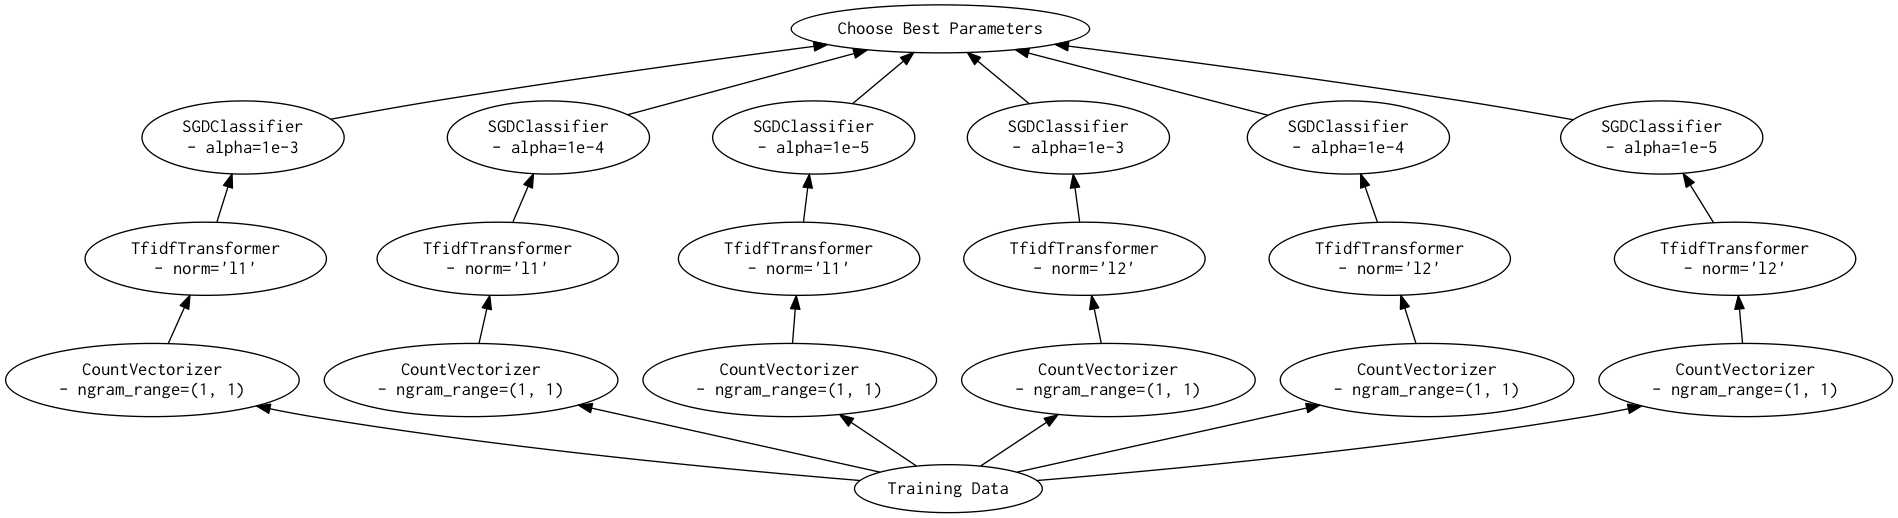 Choose Best Parameters
SGDClassifier
- alpha=1e-3
SGDClassifier
- alpha=1e-4
SGDClassifier
- alpha=1e-5
SGDClassifier
- alpha=1e-3
SGDClassifier
- alpha=1e-4
SGDClassifier
- alpha=1e-5
TfidfTransformer
- norm='l1'
TfidfTransformer
- norm='l1'
TfidfTransformer
- norm='l1'
TfidfTransformer
- norm='l2'
TfidfTransformer
- norm='l2'
TfidfTransformer
- norm='l2'
CountVectorizer
- ngram_range=(1, 1)
CountVectorizer
- ngram_range=(1, 1)
CountVectorizer
- ngram_range=(1, 1)
CountVectorizer
- ngram_range=(1, 1)
CountVectorizer
- ngram_range=(1, 1)
CountVectorizer
- ngram_range=(1, 1)
Training Data